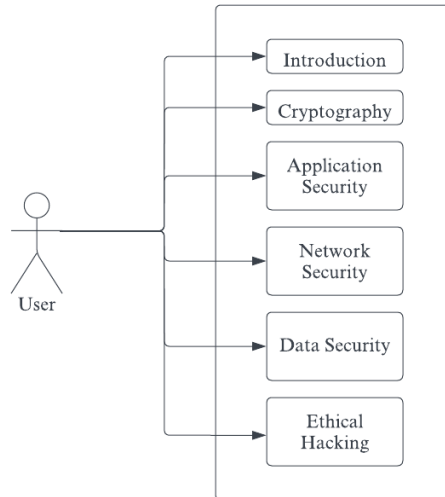 Introduction
Cryptography
Application
Security
Network
Security
User
Data Security
Ethical
Hacking